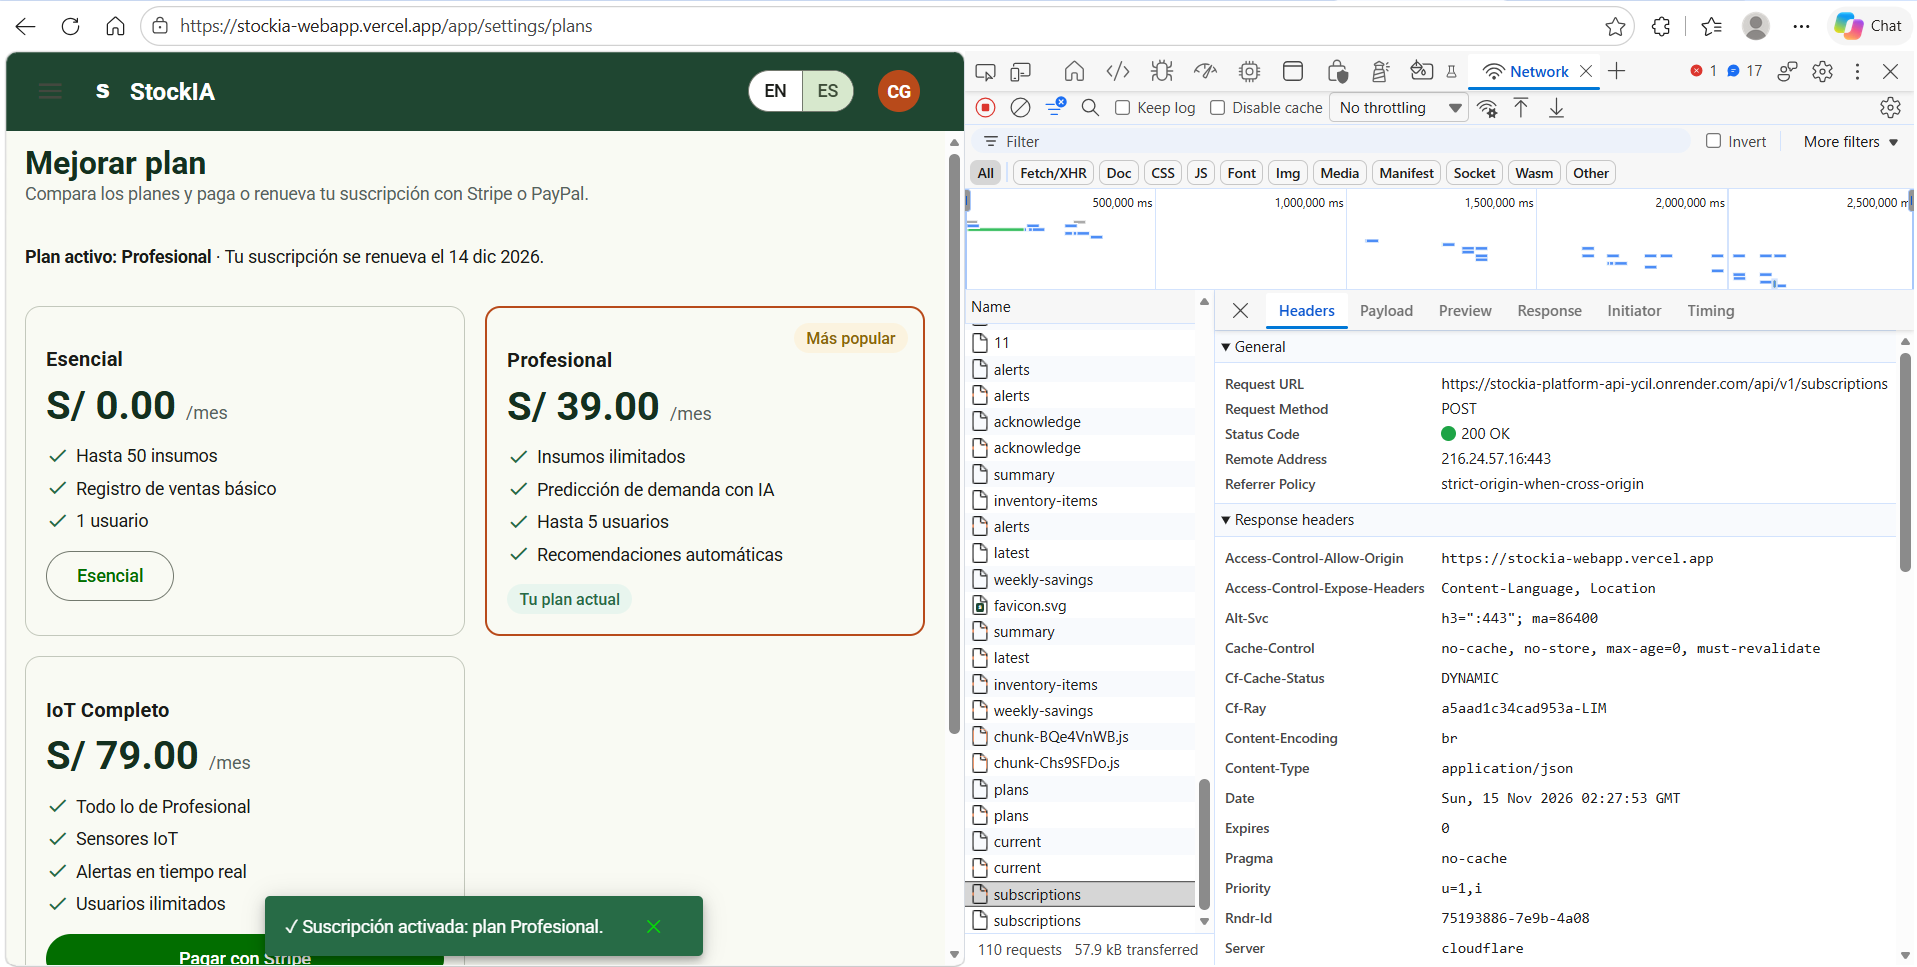 https://stockia-webapp.vercel.app/app/settings/plans
Chat
S StockIA
EN ES
CG
Mejorar plan
Compara los planes y paga o renueva tu suscripción con Stripe o PayPal.
Plan activo: Profesional · Tu suscripción se renueva el 14 dic 2026.
Esencial
S/ 0.00 /mes
Hasta 50 insumos
Registro de ventas básico
1 usuario
Esencial
Más popular
Profesional
S/ 39.00 /mes
Insumos ilimitados
Predicción de demanda con IA
Hasta 5 usuarios
Recomendaciones automáticas
Tu plan actual
IoT Completo
S/ 79.00 /mes
Todo lo de Profesional
Sensores IoT
Alertas en tiempo real
Usuarios ilimitados
Pagar con Stripe
✓ Suscripción activada: plan Profesional.
Network
1 17
Keep log Disable cache No throttling
Filter
Invert More filters
All Fetch/XHR Doc CSS JS Font Img Media Manifest Socket Wasm Other
500,000 ms 1,000,000 ms 1,500,000 ms 2,000,000 ms 2,500,000 m
Name
11
alerts
alerts
acknowledge
acknowledge
summary
inventory-items
alerts
latest
weekly-savings
favicon.svg
summary
latest
inventory-items
weekly-savings
chunk-BQe4VnWB.js
chunk-Chs9SFDo.js
plans
plans
current
current
subscriptions
subscriptions
110 requests 57.9 kB transferred
Headers Payload Preview Response Initiator Timing
General
Request URL https://stockia-platform-api-ycil.onrender.com/api/v1/subscriptions
Request Method POST
Status Code 200 OK
Remote Address 216.24.57.16:443
Referrer Policy strict-origin-when-cross-origin
Response headers
Access-Control-Allow-Origin https://stockia-webapp.vercel.app
Access-Control-Expose-Headers Content-Language, Location
Alt-Svc h3=":443"; ma=86400
Cache-Control no-cache, no-store, max-age=0, must-revalidate
Cf-Cache-Status DYNAMIC
Cf-Ray a5aad1c34cad953a-LIM
Content-Encoding br
Content-Type application/json
Date Sun, 15 Nov 2026 02:27:53 GMT
Expires 0
Pragma no-cache
Priority u=1,i
Rndr-Id 75193886-7e9b-4a08
Server cloudflare